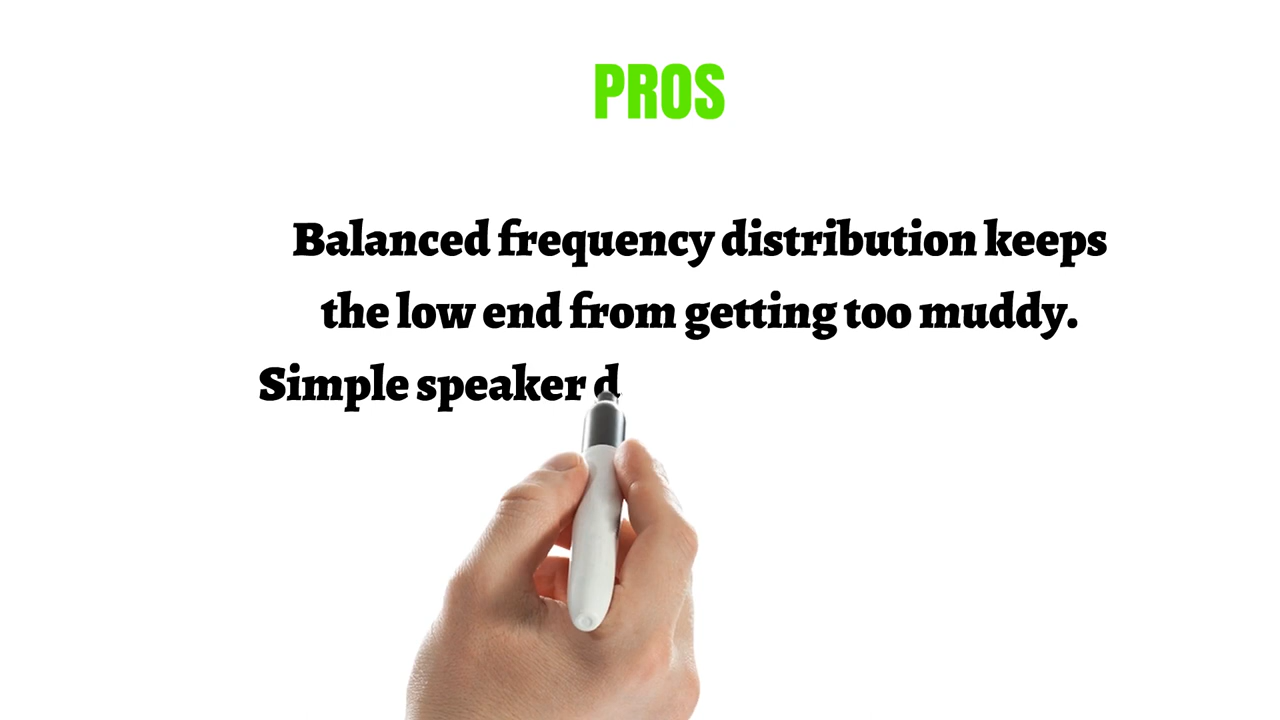 PROS
Balanced frequency distribution keeps
the low end from getting too muddy.
Simple speaker d